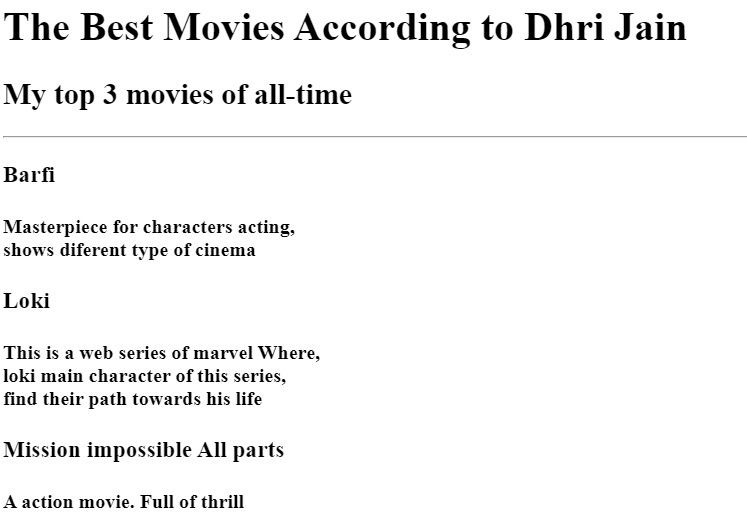 The Best Movies According to Dhri Jain
My top 3 movies of all-time
Barfi
Masterpiece for characters acting,
shows diferent type of cinema
Loki
This is a web series of marvel Where,
loki main character of this series,
find their path towards his life
Mission impossible All parts
A action movie. Full of thrill